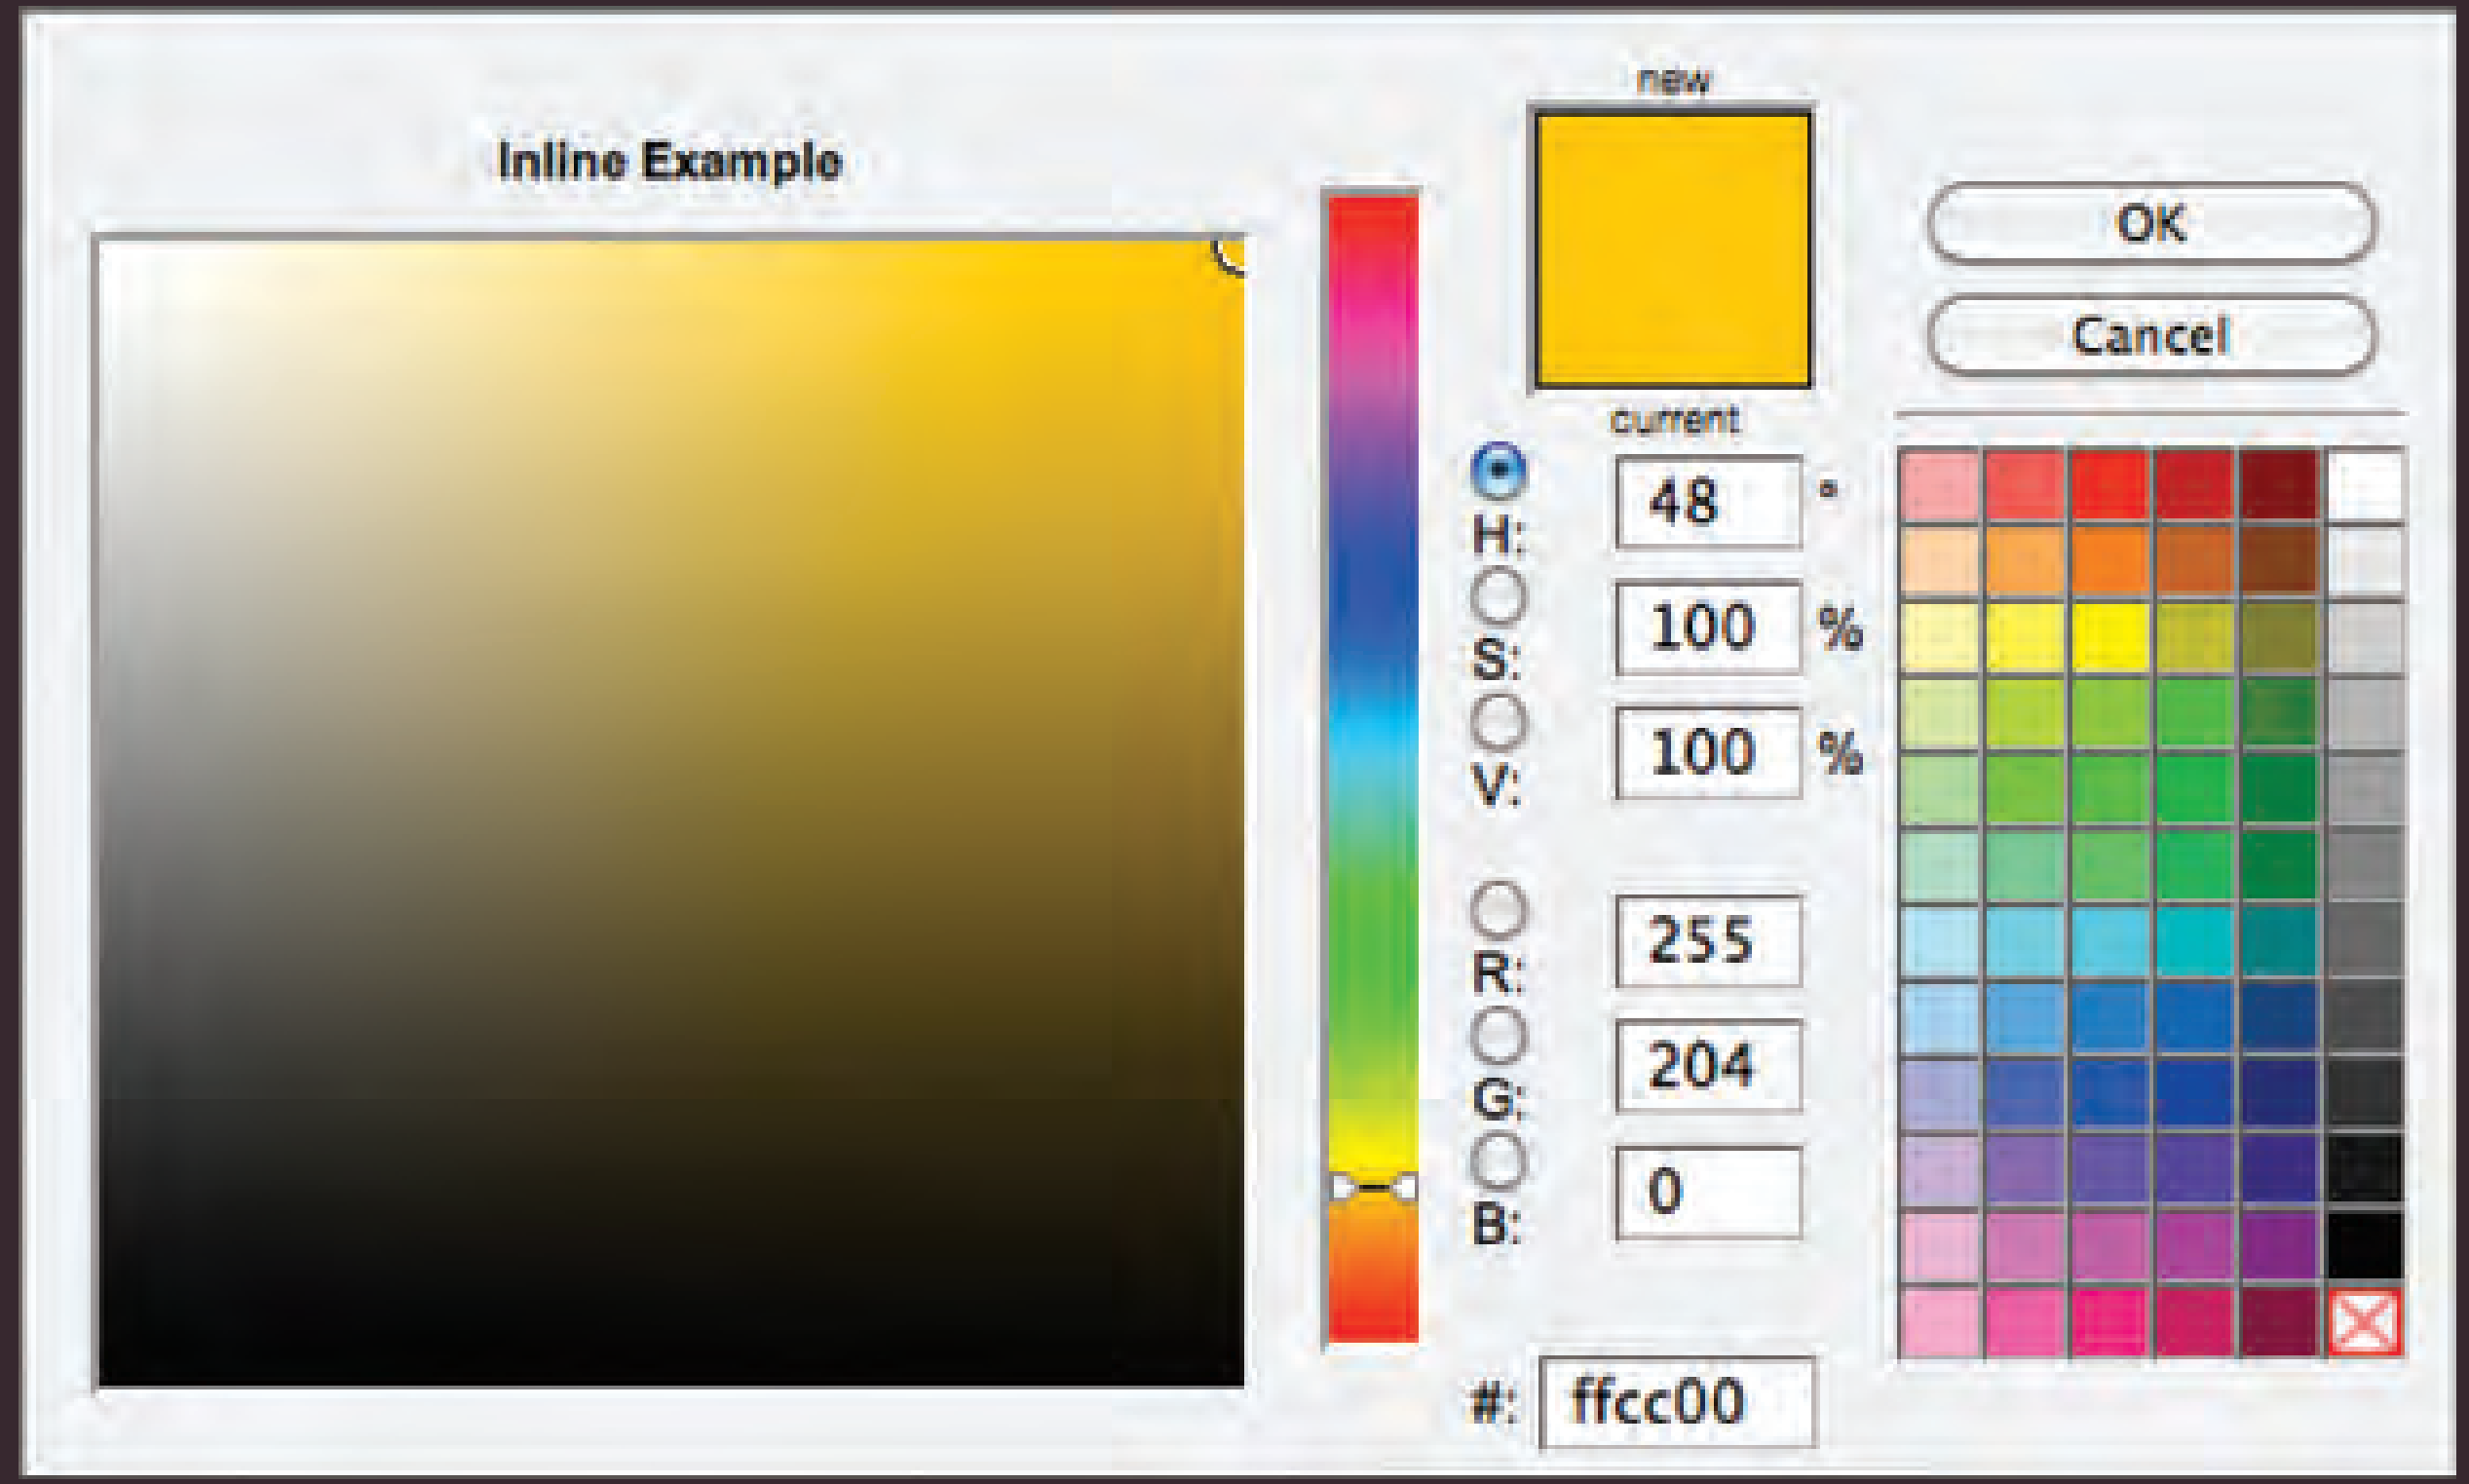 Inline Example
new
current
OK
Cancel
H: 48 °
S: 100 %
V: 100 %
R: 255
G: 204
B: 0
#: ffcc00